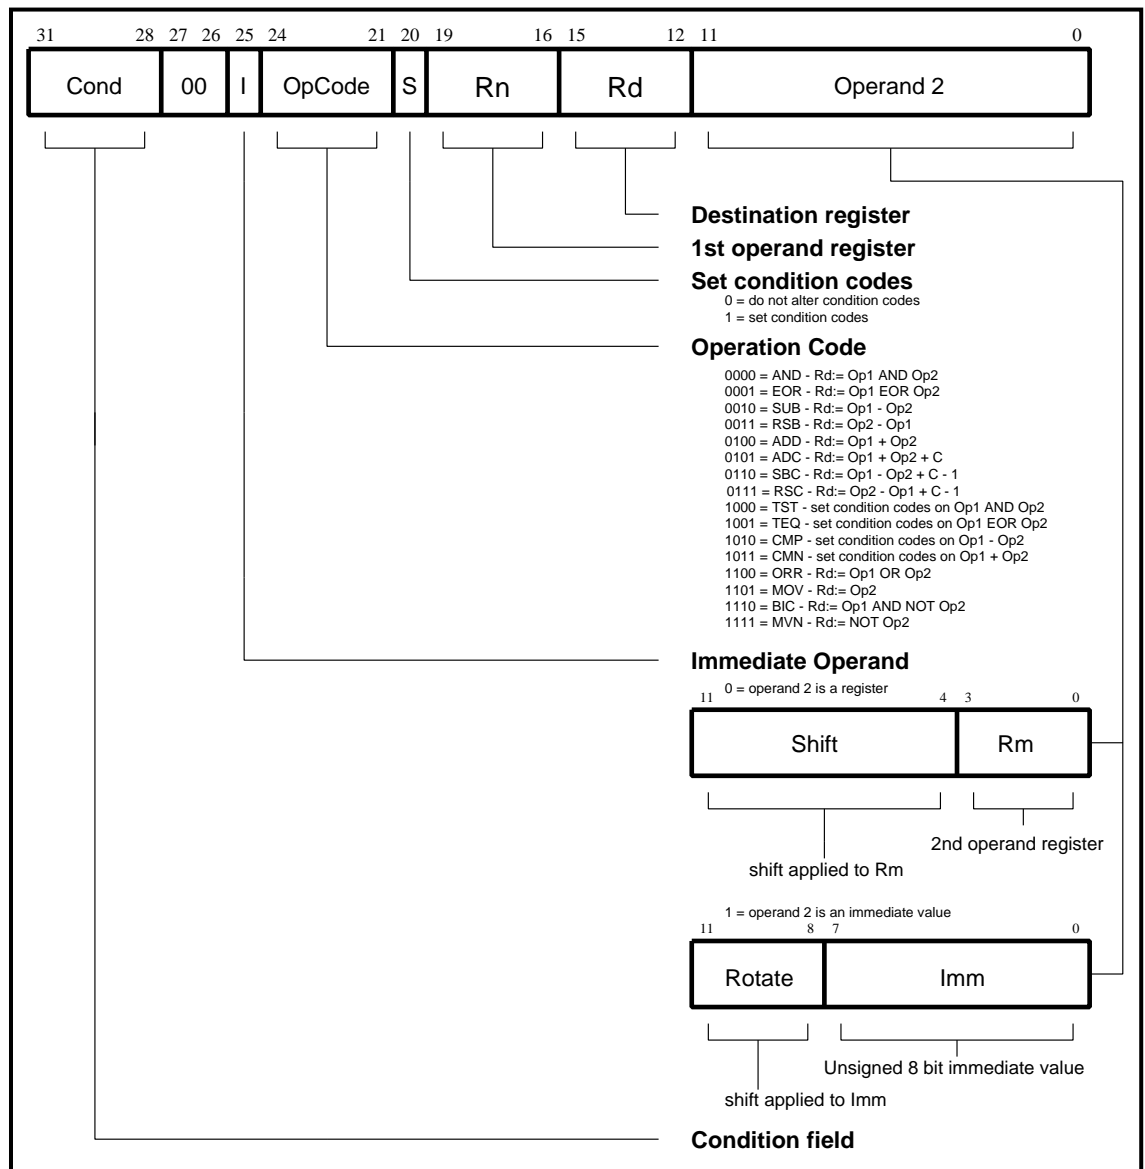 31 28 27 26 25 24 21 20 19 16 15 12 11 0
Cond 00 I OpCode S Rn Rd Operand 2
Destination register
1st operand register
Set condition codes
0 = do not alter condition codes
1 = set condition codes
Operation Code
0000 = AND - Rd:= Op1 AND Op2
0001 = EOR - Rd:= Op1 EOR Op2
0010 = SUB - Rd:= Op1 - Op2
0011 = RSB - Rd:= Op2 - Op1
0100 = ADD - Rd:= Op1 + Op2
0101 = ADC - Rd:= Op1 + Op2 + C
0110 = SBC - Rd:= Op1 - Op2 + C - 1
0111 = RSC - Rd:= Op2 - Op1 + C - 1
1000 = TST - set condition codes on Op1 AND Op2
1001 = TEQ - set condition codes on Op1 EOR Op2
1010 = CMP - set condition codes on Op1 - Op2
1011 = CMN - set condition codes on Op1 + Op2
1100 = ORR - Rd:= Op1 OR Op2
1101 = MOV - Rd:= Op2
1110 = BIC - Rd:= Op1 AND NOT Op2
1111 = MVN - Rd:= NOT Op2
Immediate Operand
0 = operand 2 is a register
11 4 3 0
Shift Rm
2nd operand register
shift applied to Rm
1 = operand 2 is an immediate value
11 8 7 0
Rotate Imm
Unsigned 8 bit immediate value
shift applied to Imm
Condition field